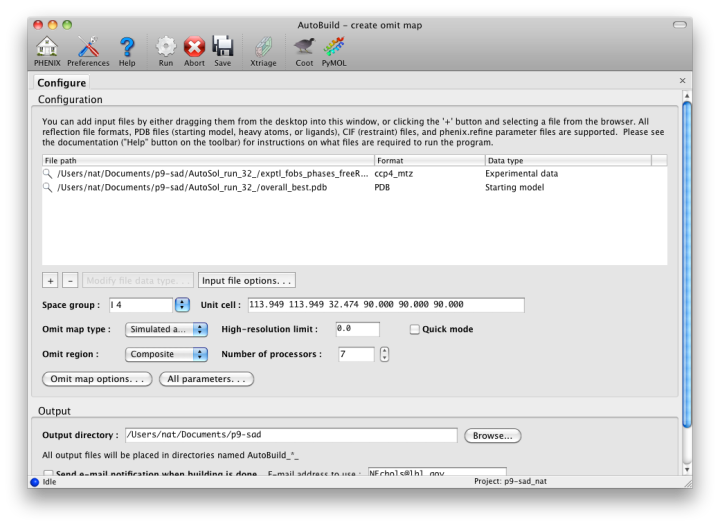 AutoBuild – create omit map
PHENIX Preferences Help Run Abort Save Xtriage Coot PyMOL
Configure
Configuration
You can add input files by either dragging them from the desktop into this window, or clicking the '+' button and selecting a file from the browser. All
reflection file formats, PDB files (starting model, heavy atoms, or ligands), CIF (restraint) files, and phenix.refine parameter files are supported. Please see
the documentation ("Help" button on the toolbar) for instructions on what files are required to run the program.
File path Format Data type
/Users/nat/Documents/p9-sad/AutoSol_run_32_/exptl_fobs_phases_freeR... ccp4_mtz Experimental data
/Users/nat/Documents/p9-sad/AutoSol_run_32_/overall_best.pdb PDB Starting model
+ - Modify file data type. . . Input file options. . .
Space group : I 4 Unit cell : 113.949 113.949 32.474 90.000 90.000 90.000
Omit map type : Simulated a... High-resolution limit : 0.0 Quick mode
Omit region : Composite Number of processors : 7
Omit map options. . . All parameters. . .
Output
Output directory : /Users/nat/Documents/p9-sad Browse...
All output files will be placed in directories named AutoBuild_*_
Send e-mail notification when building is done E-mail address to use : NEchols@lbl.gov
Idle Project: p9-sad_nat